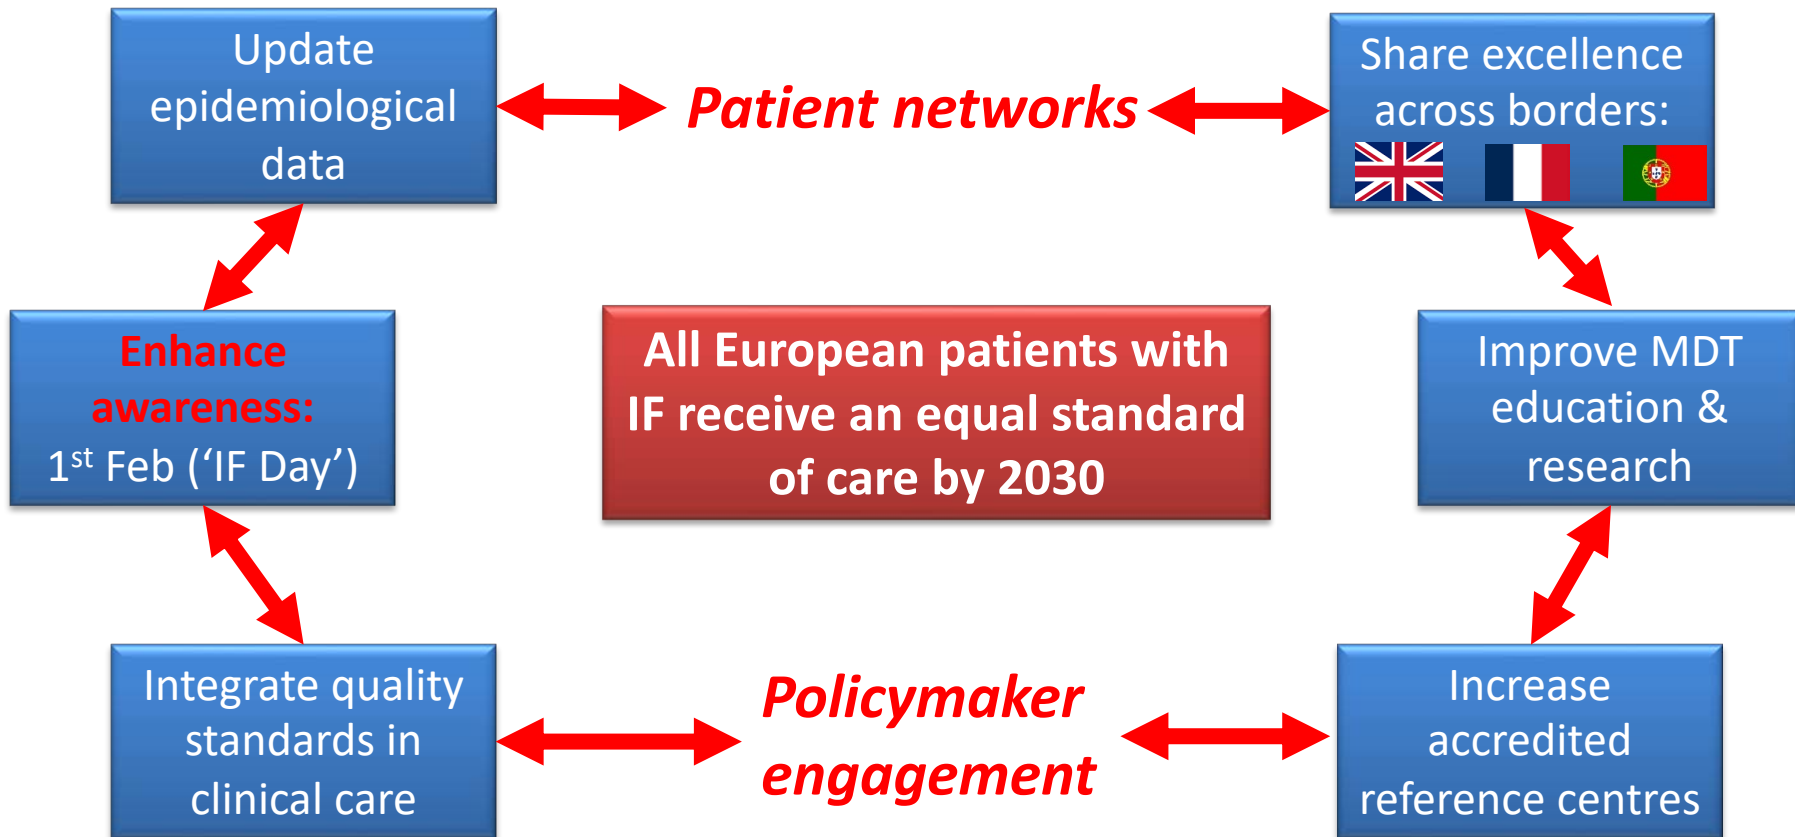 Update
epidemiological
data
Patient networks
Share excellence
across borders:
Enhance
awareness:
1st Feb (‘IF Day’)
All European patients with
IF receive an equal standard
of care by 2030
Improve MDT
education &
research
Integrate quality
standards in
clinical care
Policymaker
engagement
Increase
accredited
reference centres